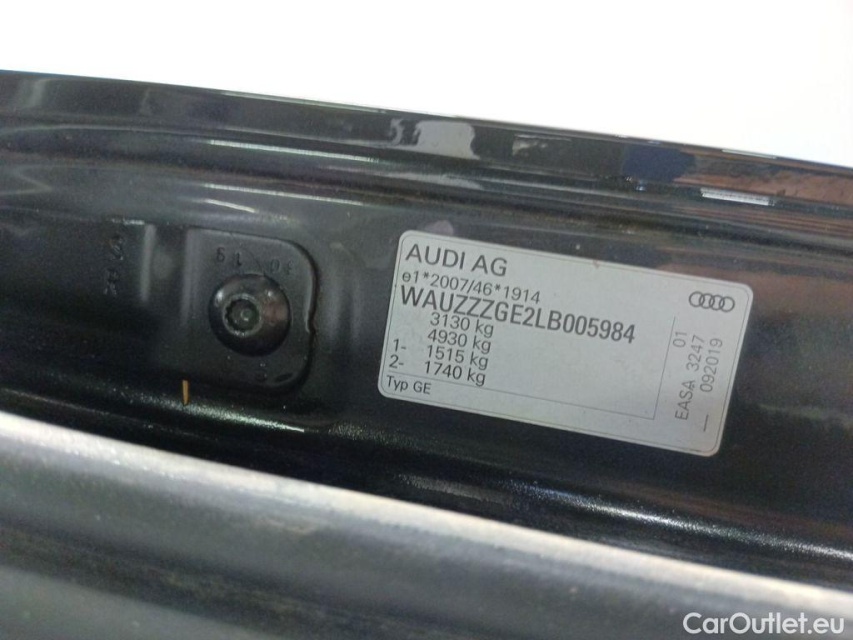 AUDI AG
e1*2007/46*1914
WAUZZZGE2LB005984
3130 kg
4930 kg
1- 1515 kg
2- 1740 kg
Typ GE
EASA 3247 01
— 092019
CarOutlet.eu